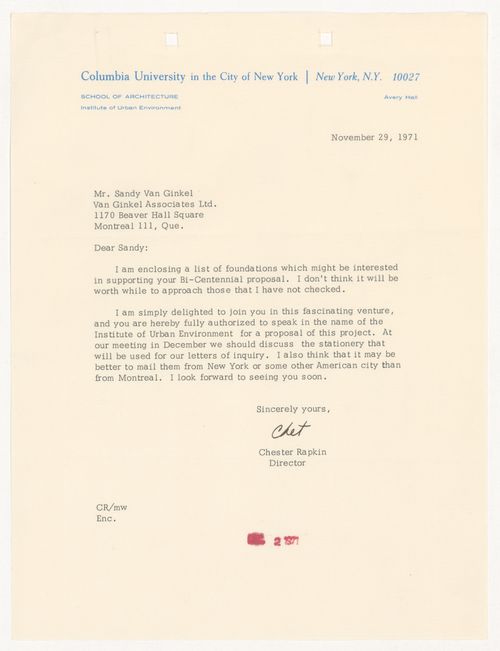 Columbia University in the City of New York | New York, N.Y. 10027
SCHOOL OF ARCHITECTURE Avery Hall
Institute of Urban Environment
November 29, 1971
Mr. Sandy Van Ginkel
Van Ginkel Associates Ltd.
1170 Beaver Hall Square
Montreal 111, Que.
Dear Sandy:
I am enclosing a list of foundations which might be interested
in supporting your Bi-Centennial proposal. I don't think it will be
worth while to approach those that I have not checked.
I am simply delighted to join you in this fascinating venture,
and you are hereby fully authorized to speak in the name of the
Institute of Urban Environment for a proposal of this project. At
our meeting in December we should discuss the stationery that
will be used for our letters of inquiry. I also think that it may be
better to mail them from New York or some other American city than
from Montreal. I look forward to seeing you soon.
Sincerely yours,
Chet
Chester Rapkin
Director
CR/mw
Enc.
2 1971